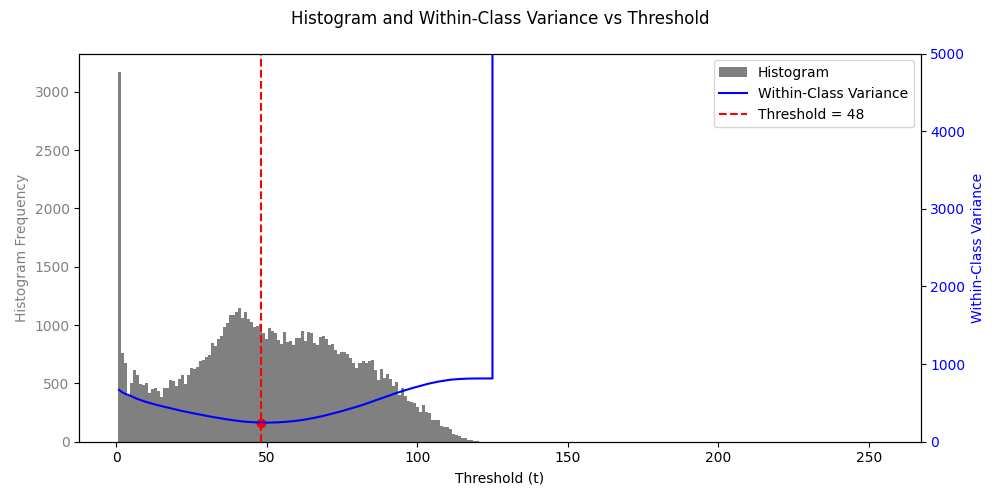 Histogram and Within-Class Variance vs Threshold
Histogram
Within-Class Variance
Threshold = 48
Histogram Frequency
3000
2500
2000
1500
1000
500
0
5000
4000
3000
2000
1000
0
Within-Class Variance
0 50 100 150 200 250
Threshold (t)